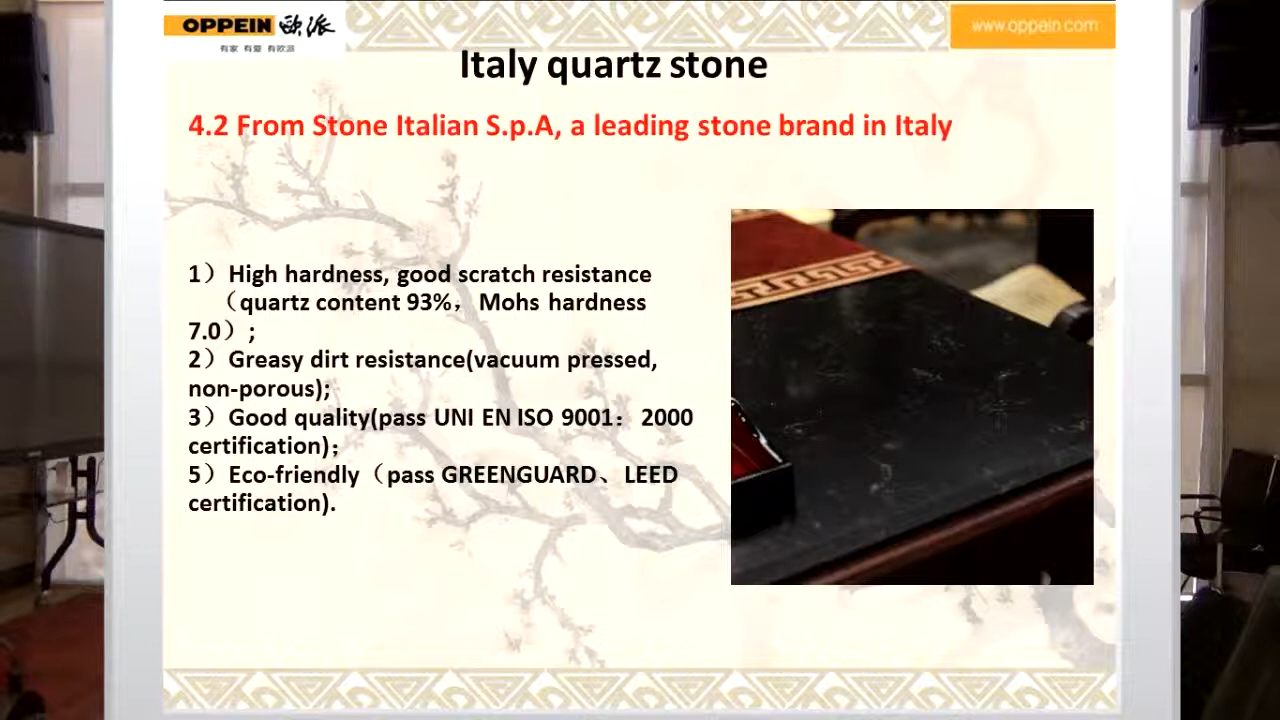 OPPEIN 欧派
有家 有爱 有欧派
www.oppein.com
Italy quartz stone
4.2 From Stone Italian S.p.A, a leading stone brand in Italy
1）High hardness, good scratch resistance
（quartz content 93%，Mohs hardness
7.0）;
2）Greasy dirt resistance(vacuum pressed,
non-porous);
3）Good quality(pass UNI EN ISO 9001：2000
certification)；
5）Eco-friendly（pass GREENGUARD、LEED
certification).